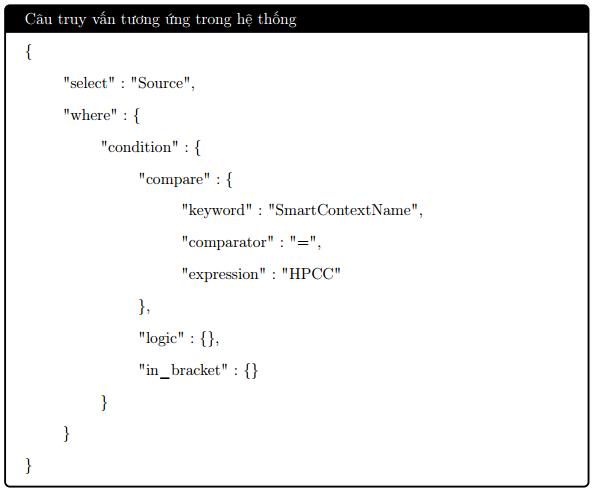 Câu truy vấn tương ứng trong hệ thống
{
"select" : "Source",
"where" : {
"condition" : {
"compare" : {
"keyword" : "SmartContextName",
"comparator" : "=",
"expression" : "HPCC"
},
"logic" : {},
"in_bracket" : {}
}
}
}